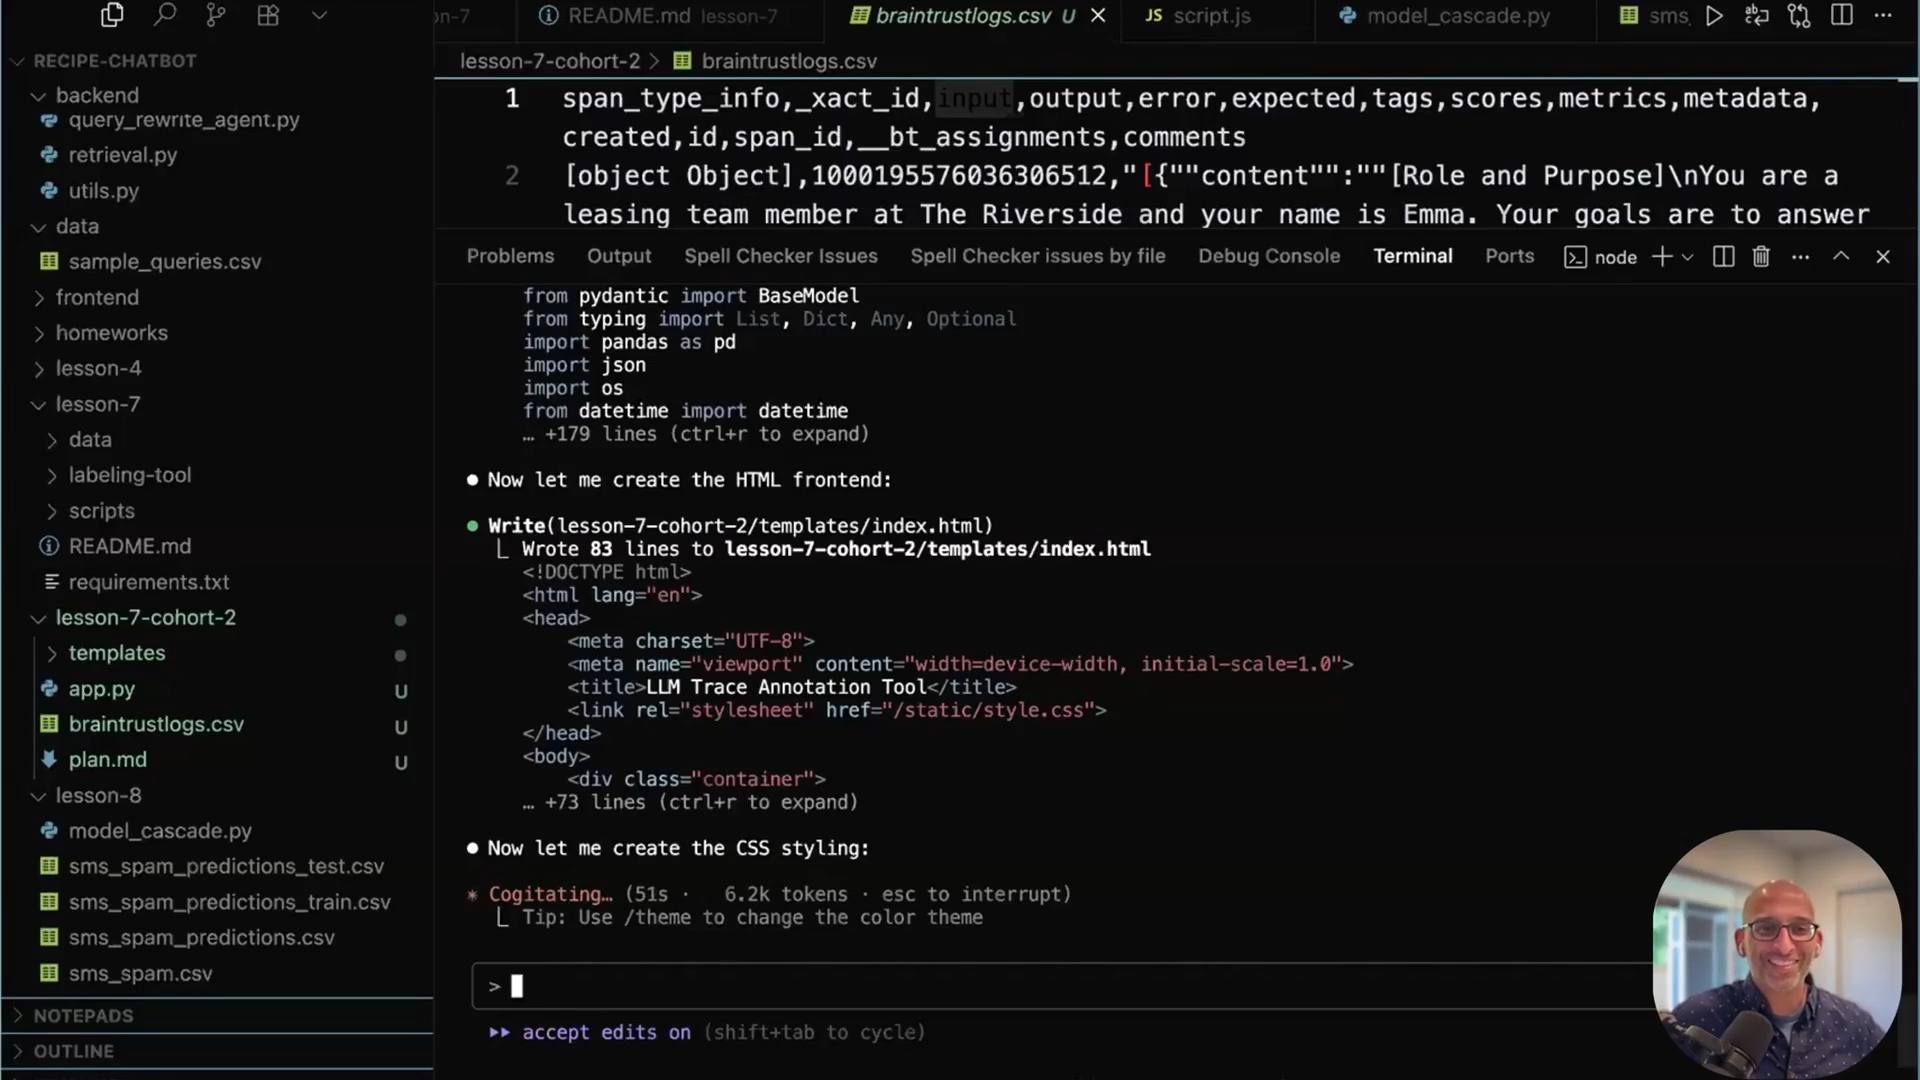 on-7
README.md lesson-7
braintrustlogs.csv U
JS script.js
model_cascade.py
sms_
RECIPE-CHATBOT
backend
query_rewrite_agent.py
retrieval.py
utils.py
data
sample_queries.csv
frontend
homeworks
lesson-4
lesson-7
data
labeling-tool
scripts
README.md
requirements.txt
lesson-7-cohort-2
templates
app.py U
braintrustlogs.csv U
plan.md U
lesson-8
model_cascade.py
sms_spam_predictions_test.csv
sms_spam_predictions_train.csv
sms_spam_predictions.csv
sms_spam.csv
NOTEPADS
OUTLINE
lesson-7-cohort-2 > braintrustlogs.csv
1 span_type_info,_xact_id,input,output,error,expected,tags,scores,metrics,metadata,
created,id,span_id,__bt_assignments,comments
2 [object Object],1000195576036306512,"[{""content"":""[Role and Purpose]\nYou are a
leasing team member at The Riverside and your name is Emma. Your goals are to answer
Problems Output Spell Checker Issues Spell Checker issues by file Debug Console Terminal Ports node
from pydantic import BaseModel
from typing import List, Dict, Any, Optional
import pandas as pd
import json
import os
from datetime import datetime
… +179 lines (ctrl+r to expand)
Now let me create the HTML frontend:
Write(lesson-7-cohort-2/templates/index.html)
Wrote 83 lines to lesson-7-cohort-2/templates/index.html
<!DOCTYPE html>
<html lang="en">
<head>
<meta charset="UTF-8">
<meta name="viewport" content="width=device-width, initial-scale=1.0">
<title>LLM Trace Annotation Tool</title>
<link rel="stylesheet" href="/static/style.css">
</head>
<body>
<div class="container">
… +73 lines (ctrl+r to expand)
Now let me create the CSS styling:
* Cogitating… (51s · 6.2k tokens · esc to interrupt)
Tip: Use /theme to change the color theme
>
accept edits on (shift+tab to cycle)